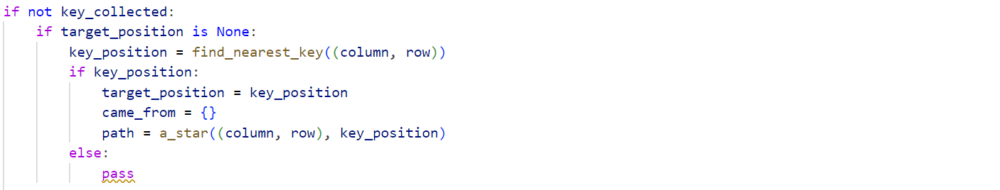 if not key_collected:
    if target_position is None:
        key_position = find_nearest_key((column, row))
        if key_position:
            target_position = key_position
            came_from = {}
            path = a_star((column, row), key_position)
        else:
            pass